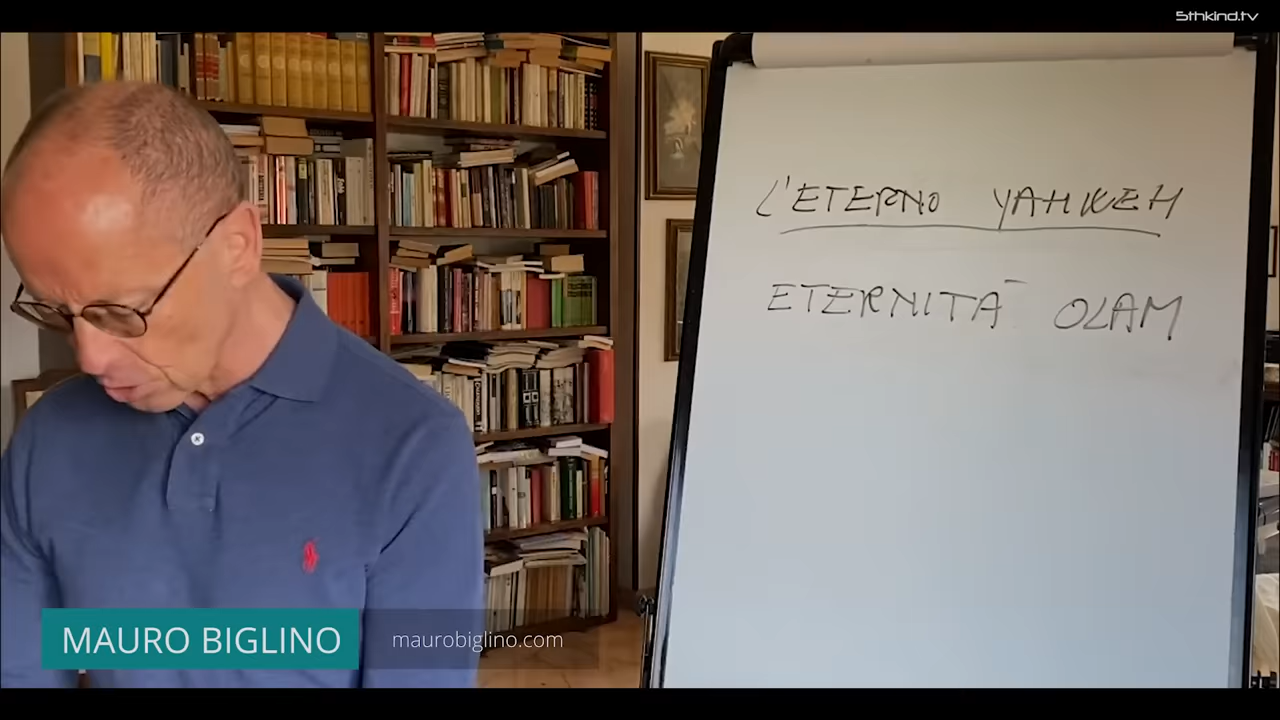 5thkind.tv
L'ETERNO YAHWEH
ETERNITÀ OLAM
MAURO BIGLINO
maurobiglino.com